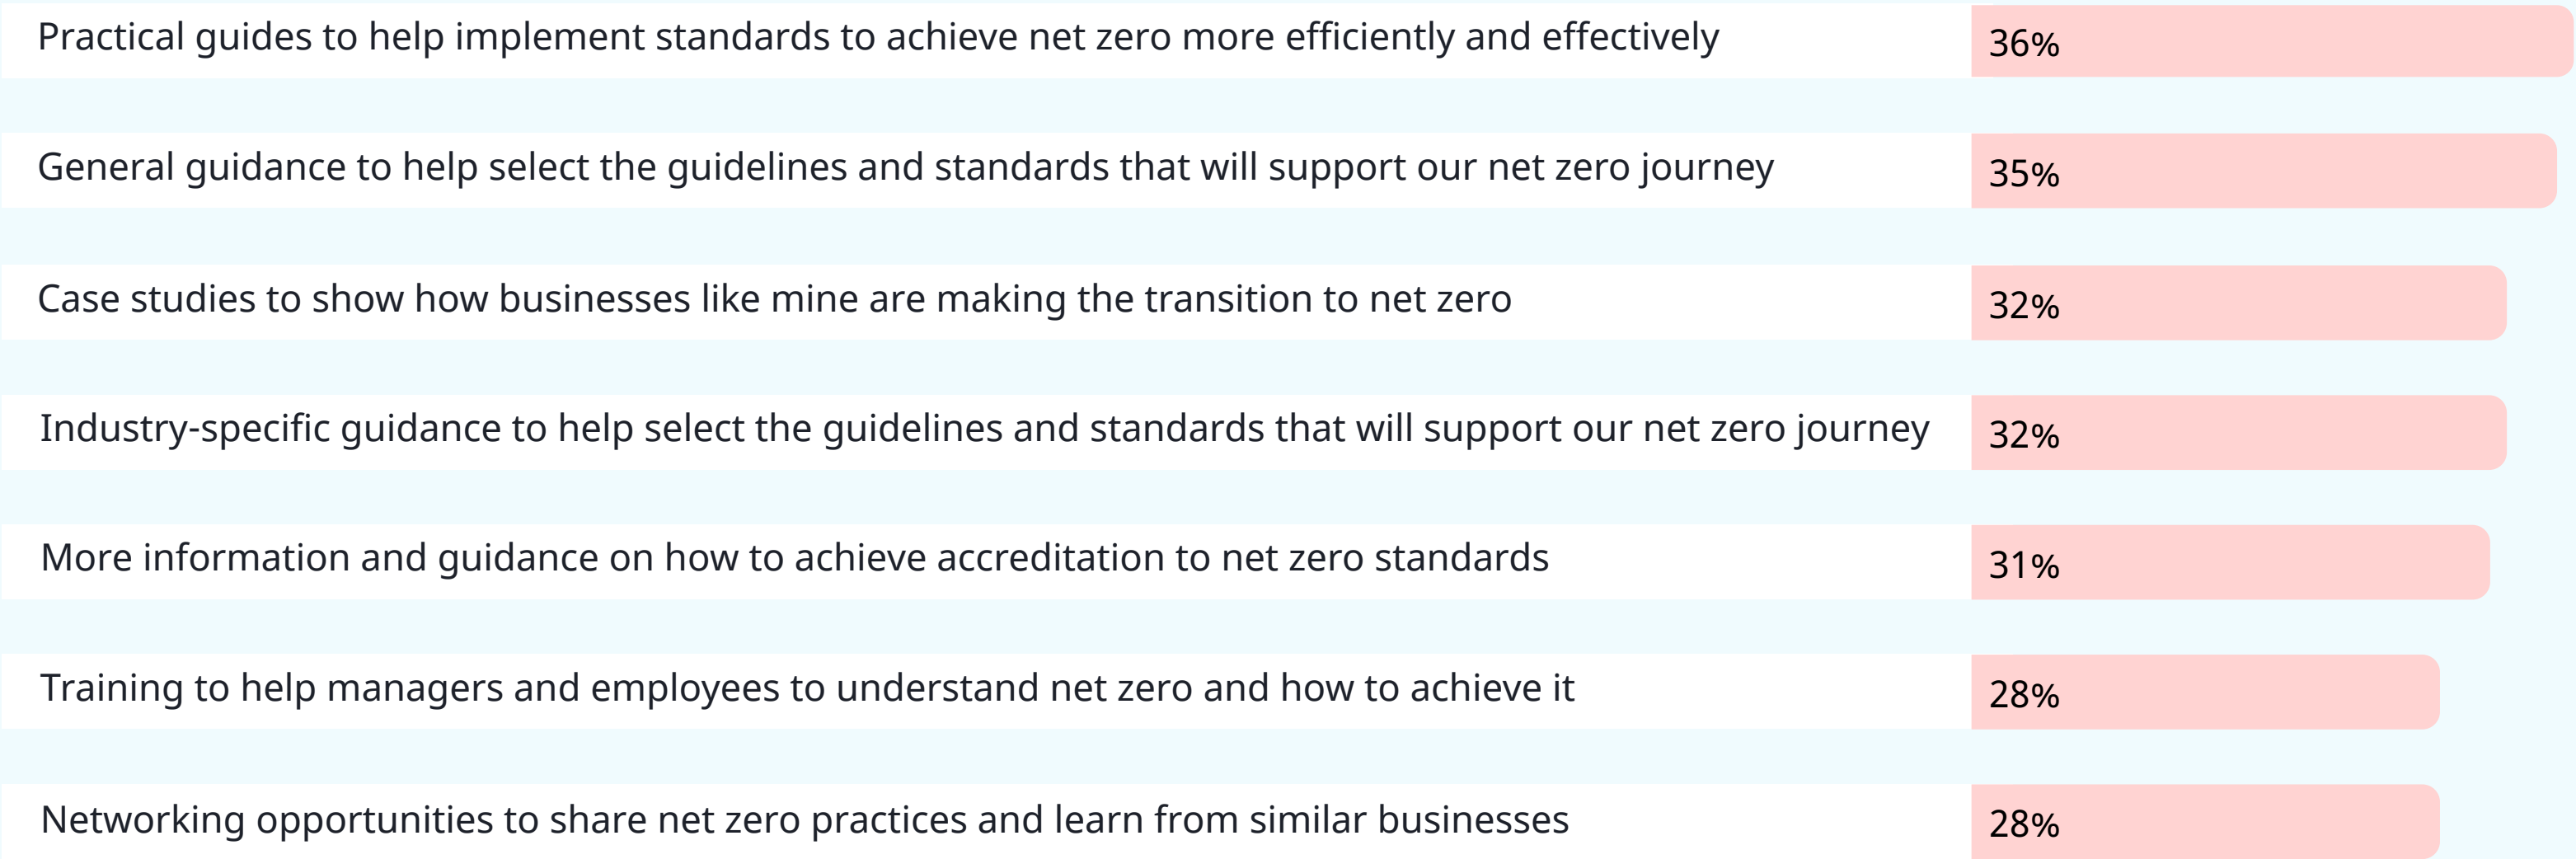 Practical guides to help implement standards to achieve net zero more efficiently and effectively 36%
General guidance to help select the guidelines and standards that will support our net zero journey 35%
Case studies to show how businesses like mine are making the transition to net zero 32%
Industry-specific guidance to help select the guidelines and standards that will support our net zero journey 32%
More information and guidance on how to achieve accreditation to net zero standards 31%
Training to help managers and employees to understand net zero and how to achieve it 28%
Networking opportunities to share net zero practices and learn from similar businesses 28%